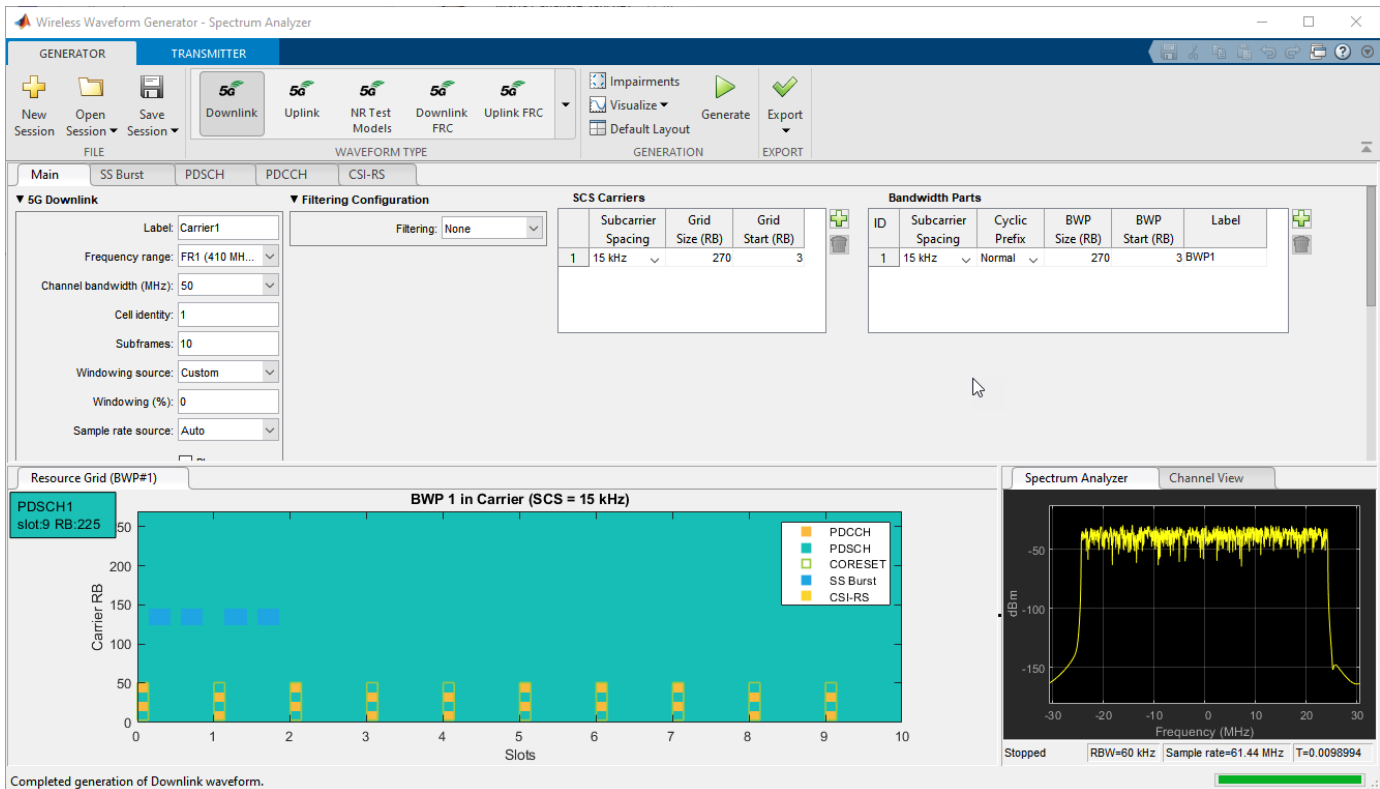 Wireless Waveform Generator - Spectrum Analyzer
GENERATOR TRANSMITTER
New Session
Open Session
Save Session
FILE
5G Downlink
5G Uplink
5G NR Test Models
5G Downlink FRC
5G Uplink FRC
WAVEFORM TYPE
Impairments
Visualize
Default Layout
Generate
GENERATION
Export
EXPORT
Main SS Burst PDSCH PDCCH CSI-RS
5G Downlink
Label: Carrier1
Frequency range: FR1 (410 MH...
Channel bandwidth (MHz): 50
Cell identity: 1
Subframes: 10
Windowing source: Custom
Windowing (%): 0
Sample rate source: Auto
Filtering Configuration
Filtering: None
SCS Carriers
Subcarrier Spacing Grid Size (RB) Grid Start (RB)
1 15 kHz 270 3
Bandwidth Parts
ID Subcarrier Spacing Cyclic Prefix BWP Size (RB) BWP Start (RB) Label
1 15 kHz Normal 270 3 BWP1
Resource Grid (BWP#1)
PDSCH1
slot:9 RB:225
BWP 1 in Carrier (SCS = 15 kHz)
PDCCH
PDSCH
CORESET
SS Burst
CSI-RS
Carrier RB
200
150
100
50
0
0 1 2 3 4 5 6 7 8 9 10
Slots
Spectrum Analyzer Channel View
dBm
-50
-100
-150
-30 -20 -10 0 10 20 30
Frequency (MHz)
Stopped RBW=60 kHz Sample rate=61.44 MHz T=0.0098994
Completed generation of Downlink waveform.